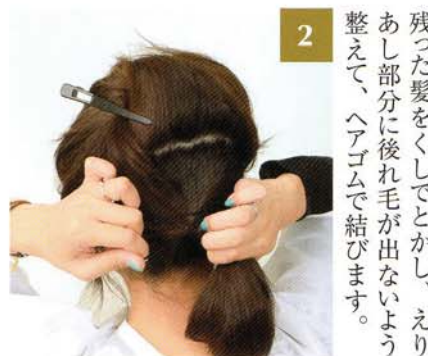 2
残った髪をくしでとかし、えり
あし部分に後れ毛が出ないよう
整えて、ヘアゴムで結びます。